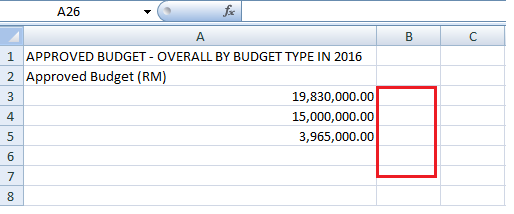 A26 fx
A B C
1 APPROVED BUDGET - OVERALL BY BUDGET TYPE IN 2016
2 Approved Budget (RM)
3 19,830,000.00
4 15,000,000.00
5 3,965,000.00
6
7
8